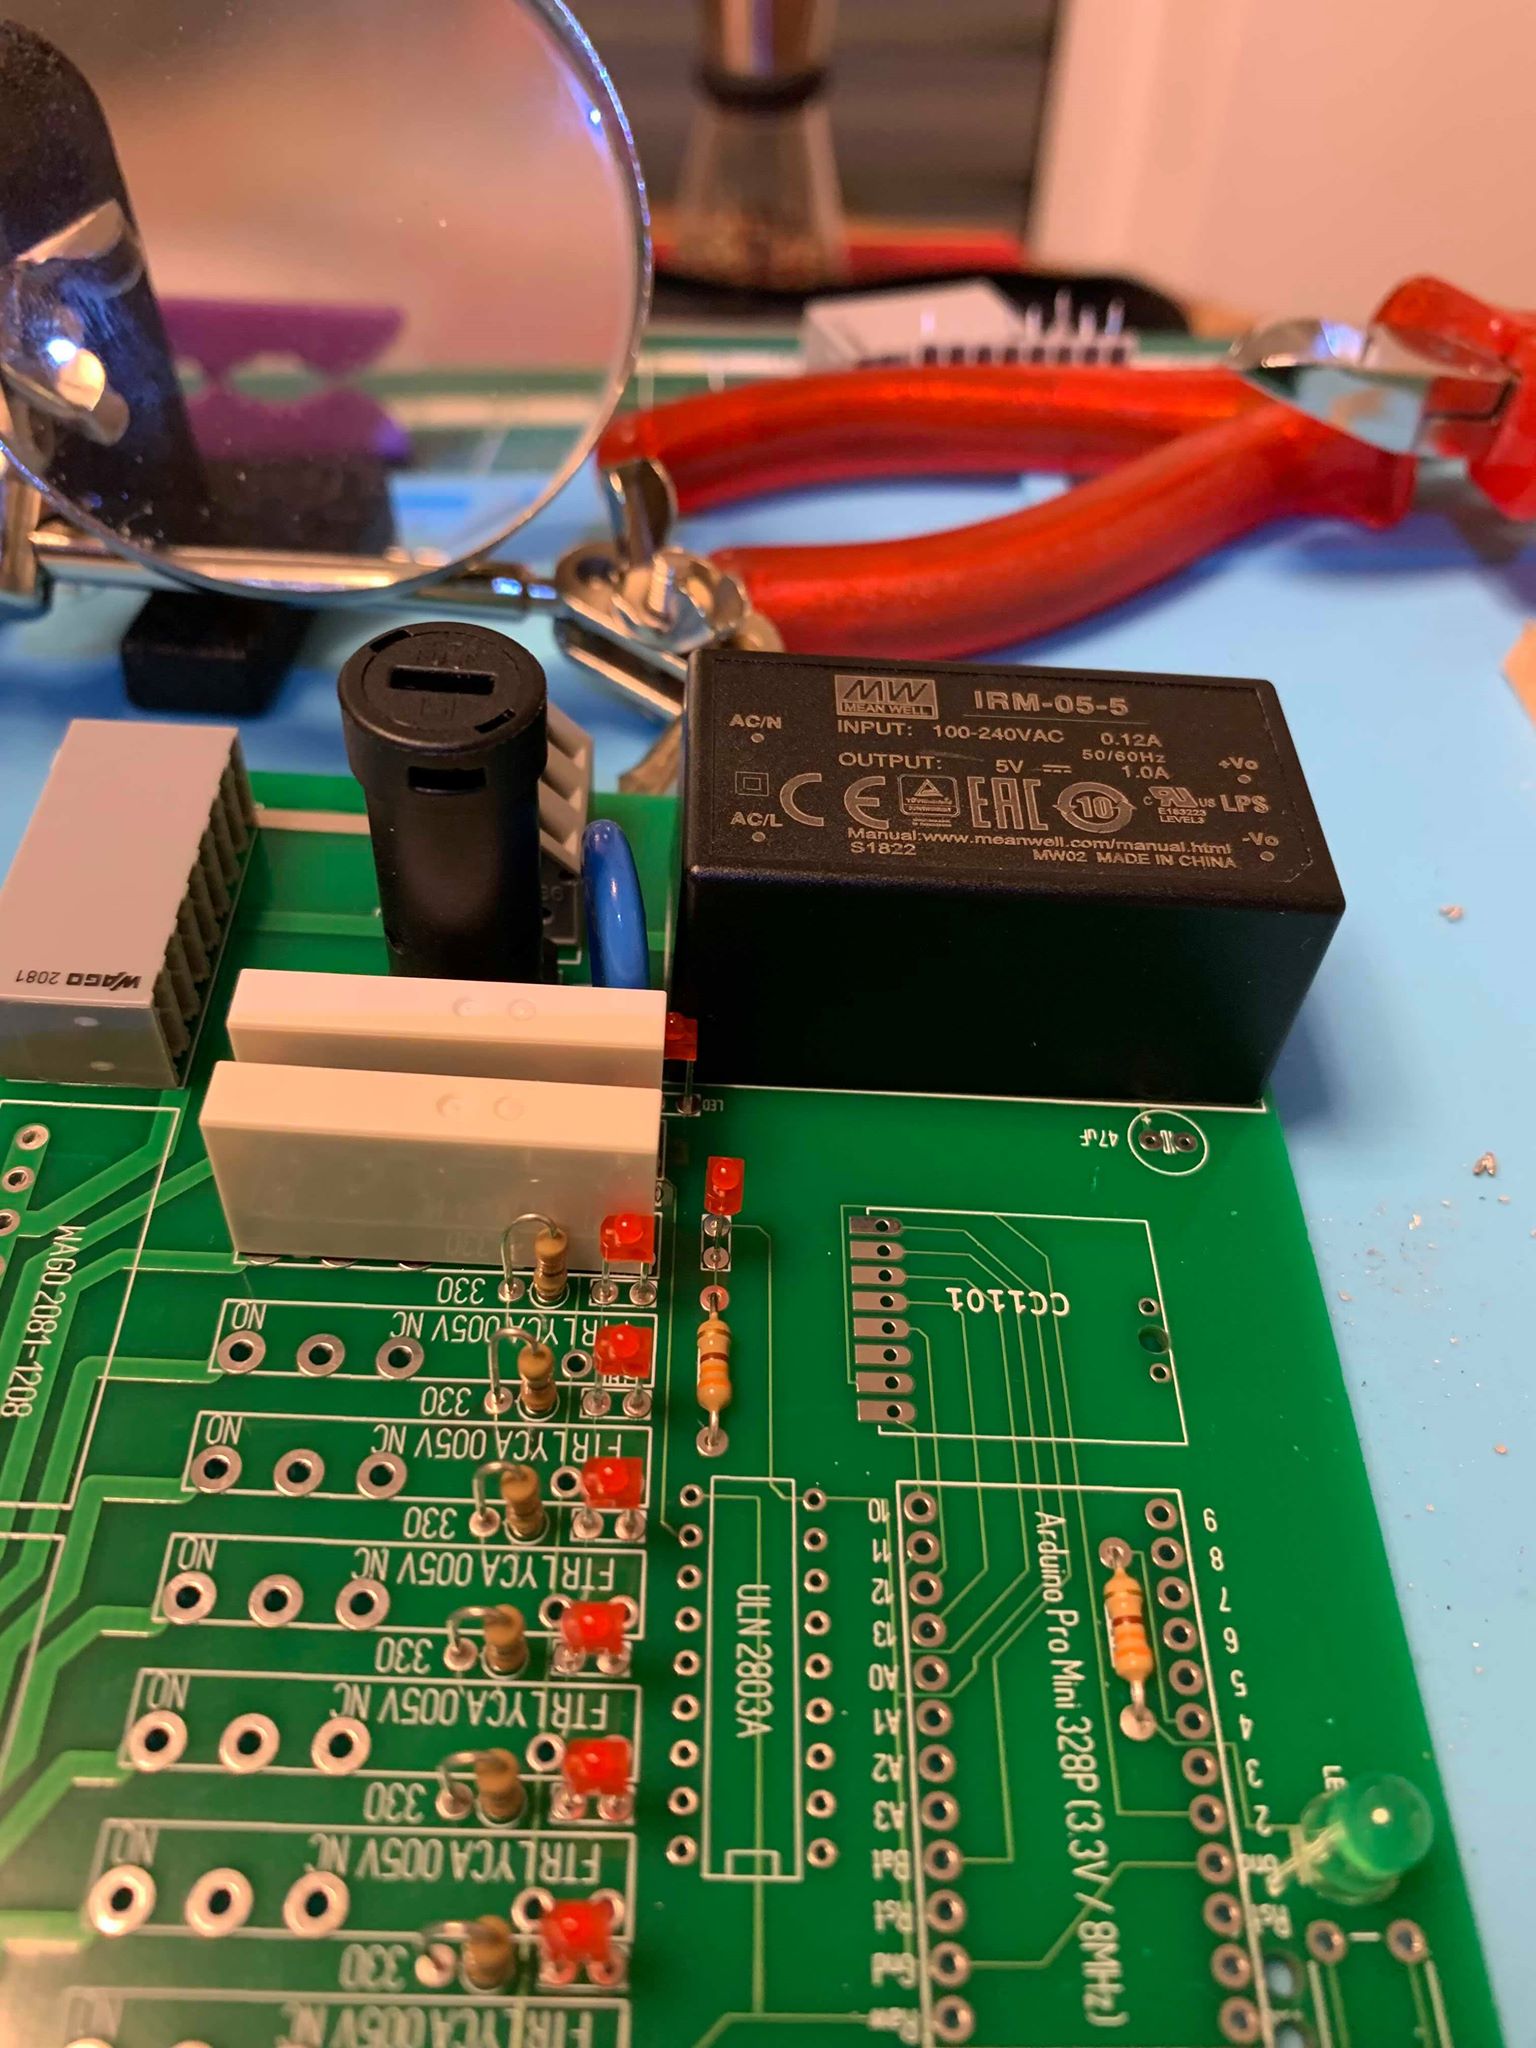 MW
MEAN WELL
IRM-05-5
AC/N
INPUT: 100-240VAC 0.12A
50/60Hz
OUTPUT: 5V 1.0A
+Vo
CE
EAC
10
c RU US LPS
E183223
LEVEL3
AC/L
-Vo
Manual:www.meanwell.com/manual.html
S1822
MW02 MADE IN CHINA
WAGO 2081
LED
47uF
+
CC1101
WAGO2081-1208
330
NO
FTRLYCA005V NC
330
NO
FTRLYCA005V NC
330
NO
FTRLYCA005V NC
330
NO
FTRLYCA005V NC
330
NO
FTRLYCA005V NC
330
FTRLYCA005V NC
ULN2803A
Arduino Pro Mini 328P (3.3V / 8MHz)
10
11
12
13
A0
A1
A2
A3
Rst
Gnd
Raw
9
8
7
6
5
4
3
2
Gnd
Rst
LE